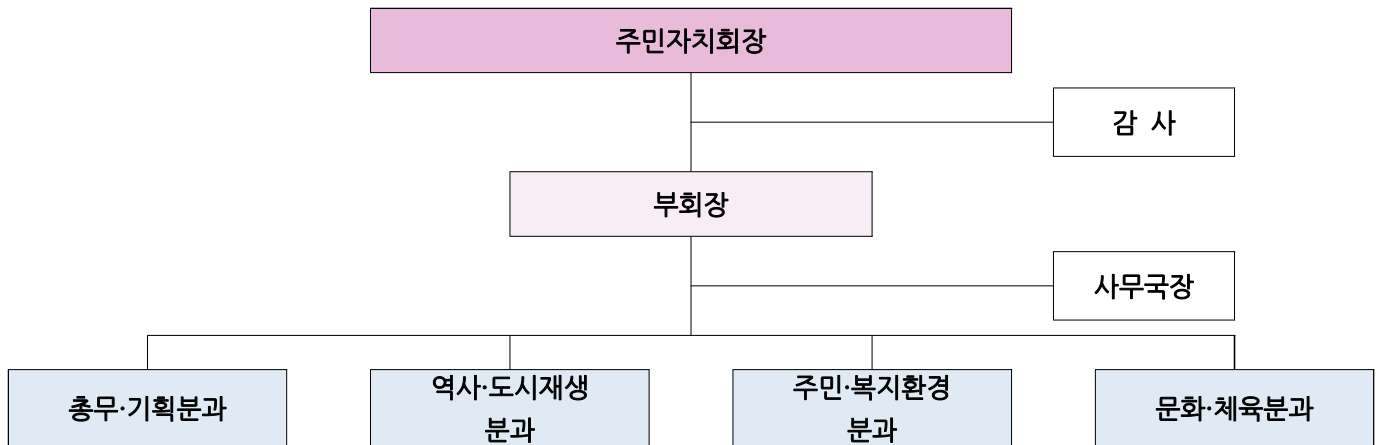 주민자치회장
감 사
부회장
사무국장
총무·기획분과
역사·도시재생
분과
주민·복지환경
분과
문화·체육분과